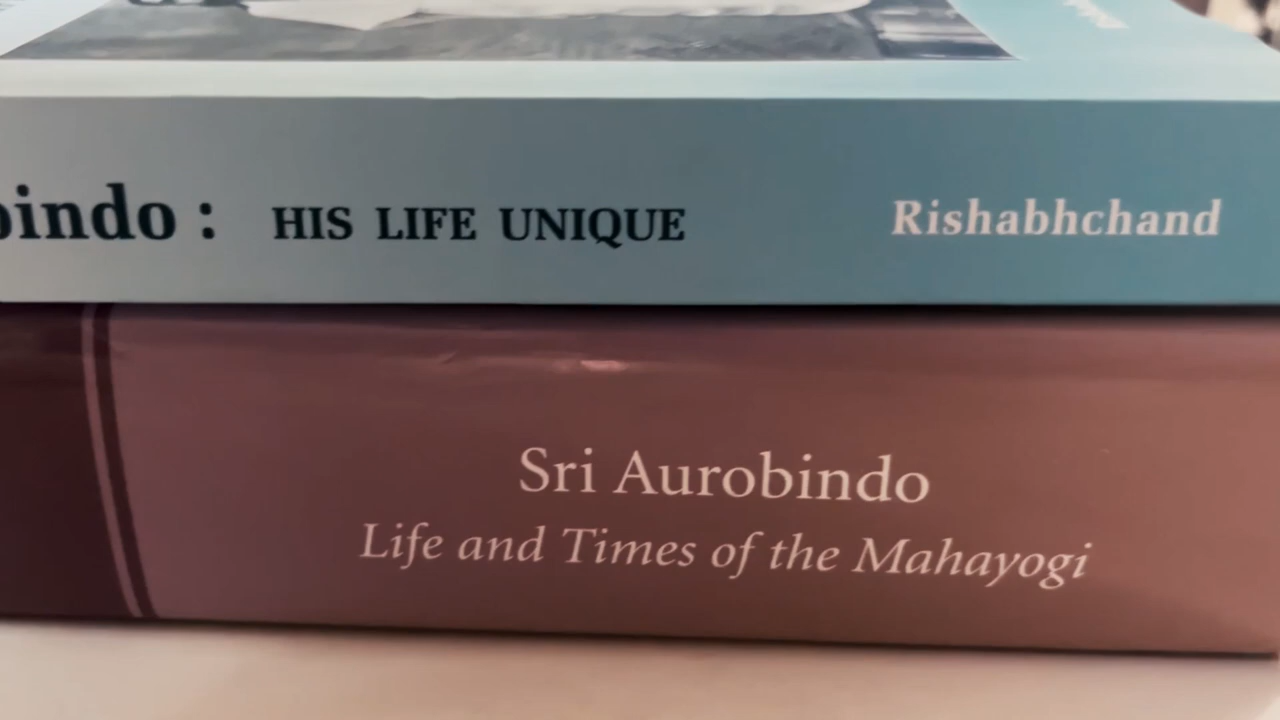 bindo : HIS LIFE UNIQUE Rishabhchand
Sri Aurobindo
Life and Times of the Mahayogi